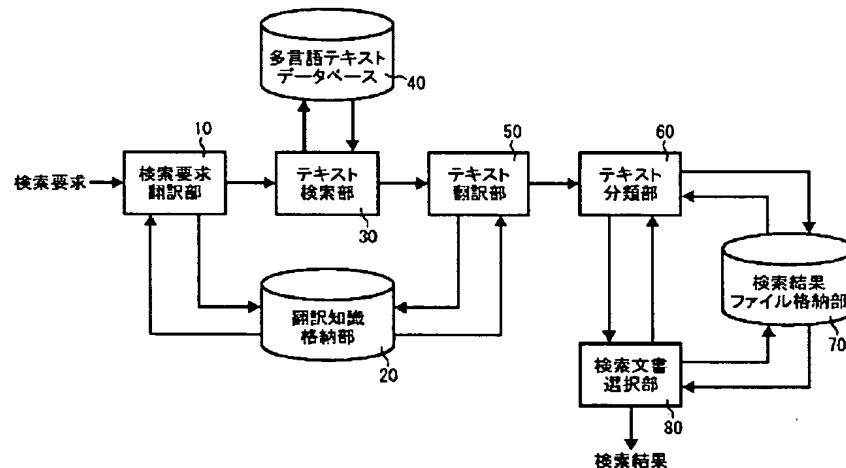 多言語テキスト
データベース
40
10
検索要求
検索要求
翻訳部
テキスト
検索部
30
50
テキスト
翻訳部
60
テキスト
分類部
翻訳知識
格納部
20
検索結果
ファイル格納部
70
検索文書
選択部
80
検索結果